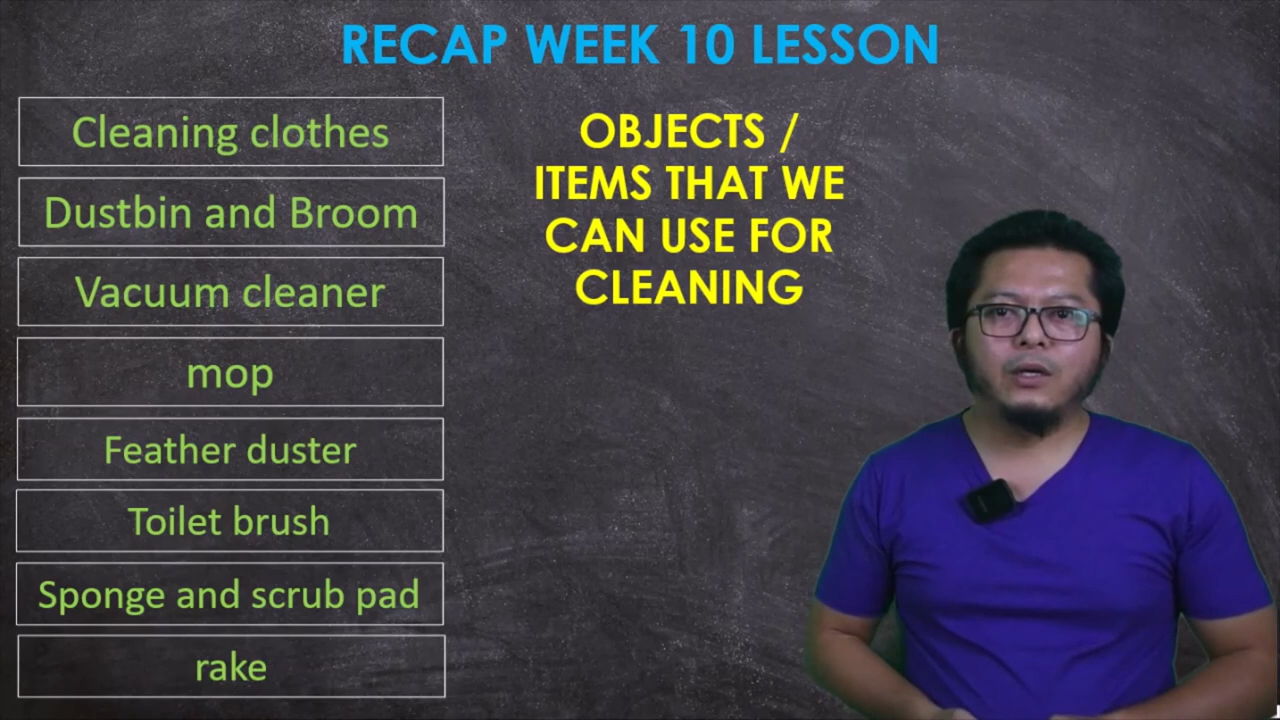 RECAP WEEK 10 LESSON
Cleaning clothes
Dustbin and Broom
Vacuum cleaner
mop
Feather duster
Toilet brush
Sponge and scrub pad
rake
OBJECTS /
ITEMS THAT WE
CAN USE FOR
CLEANING